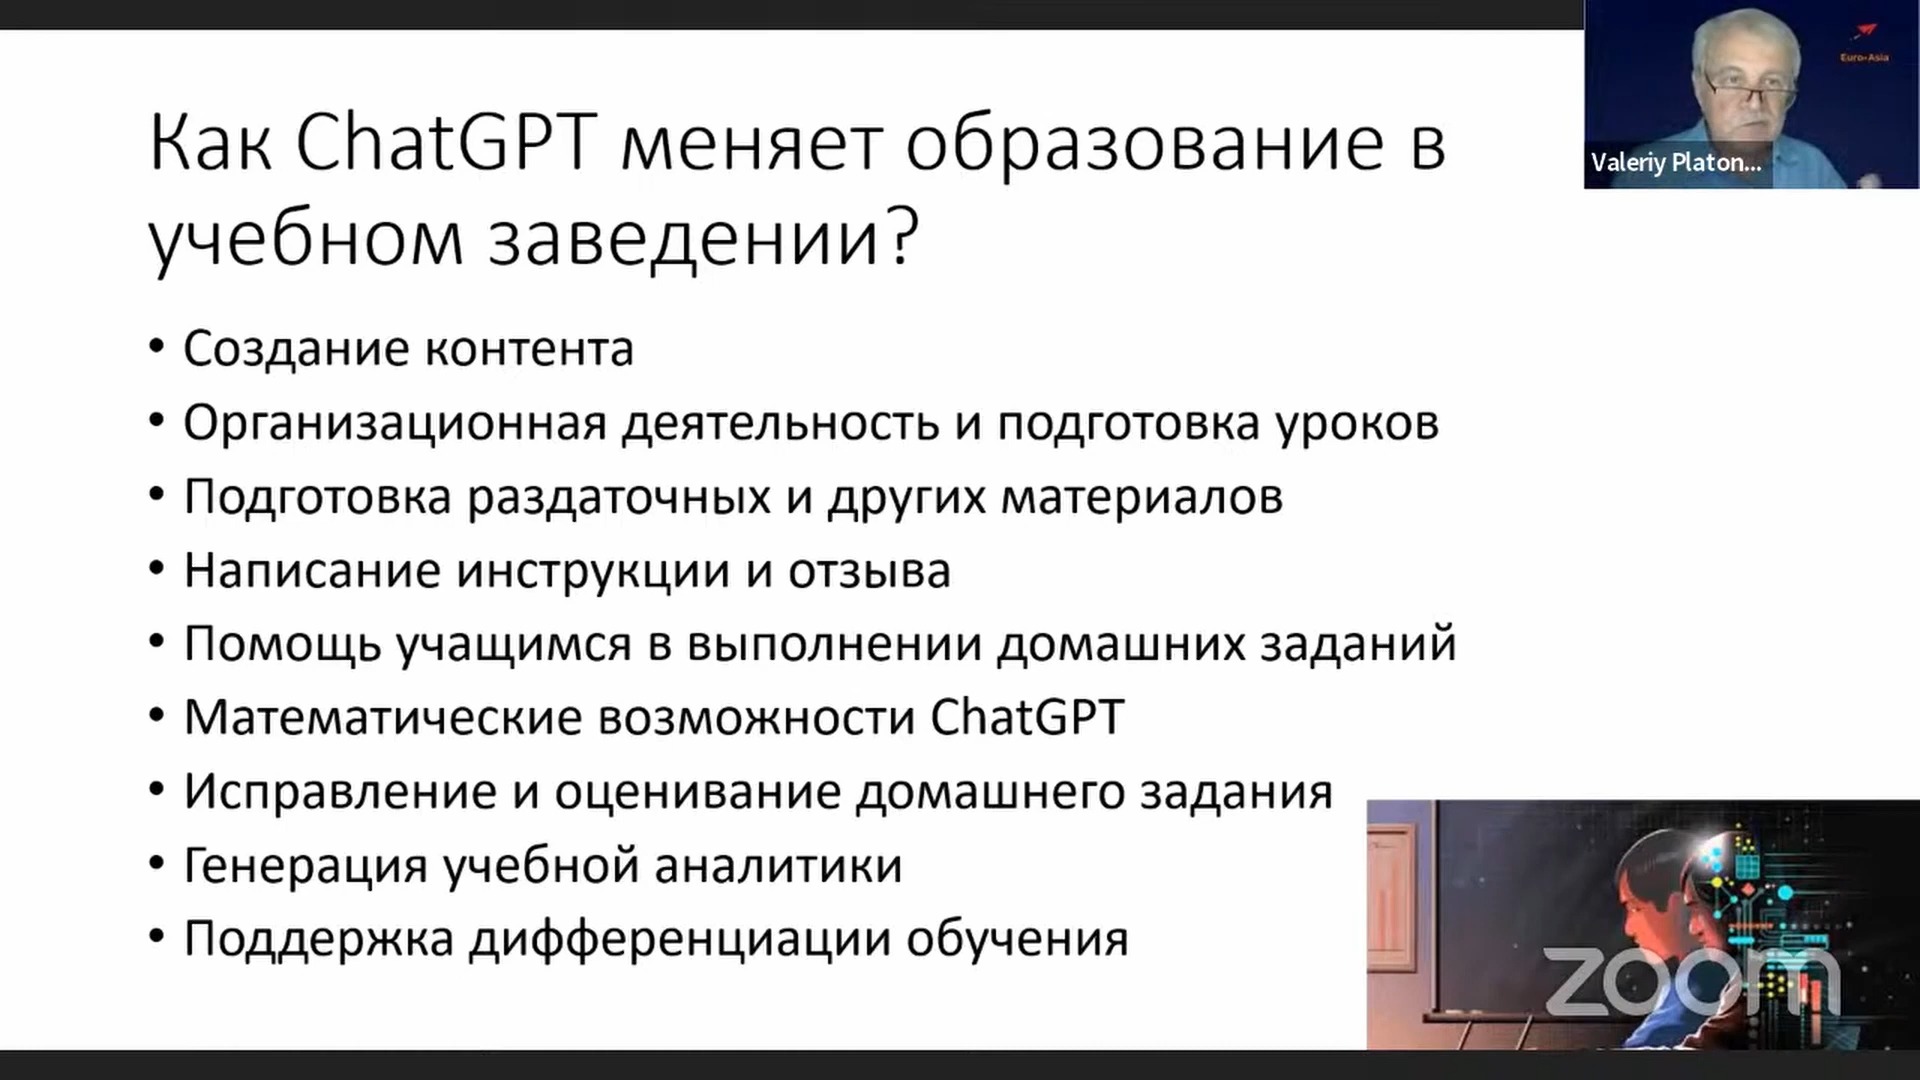 Как ChatGPT меняет образование в
учебном заведении?
• Создание контента
• Организационная деятельность и подготовка уроков
• Подготовка раздаточных и других материалов
• Написание инструкции и отзыва
• Помощь учащимся в выполнении домашних заданий
• Математические возможности ChatGPT
• Исправление и оценивание домашнего задания
• Генерация учебной аналитики
• Поддержка дифференциации обучения
Euro-Asia
Valeriy Platon...
zoom